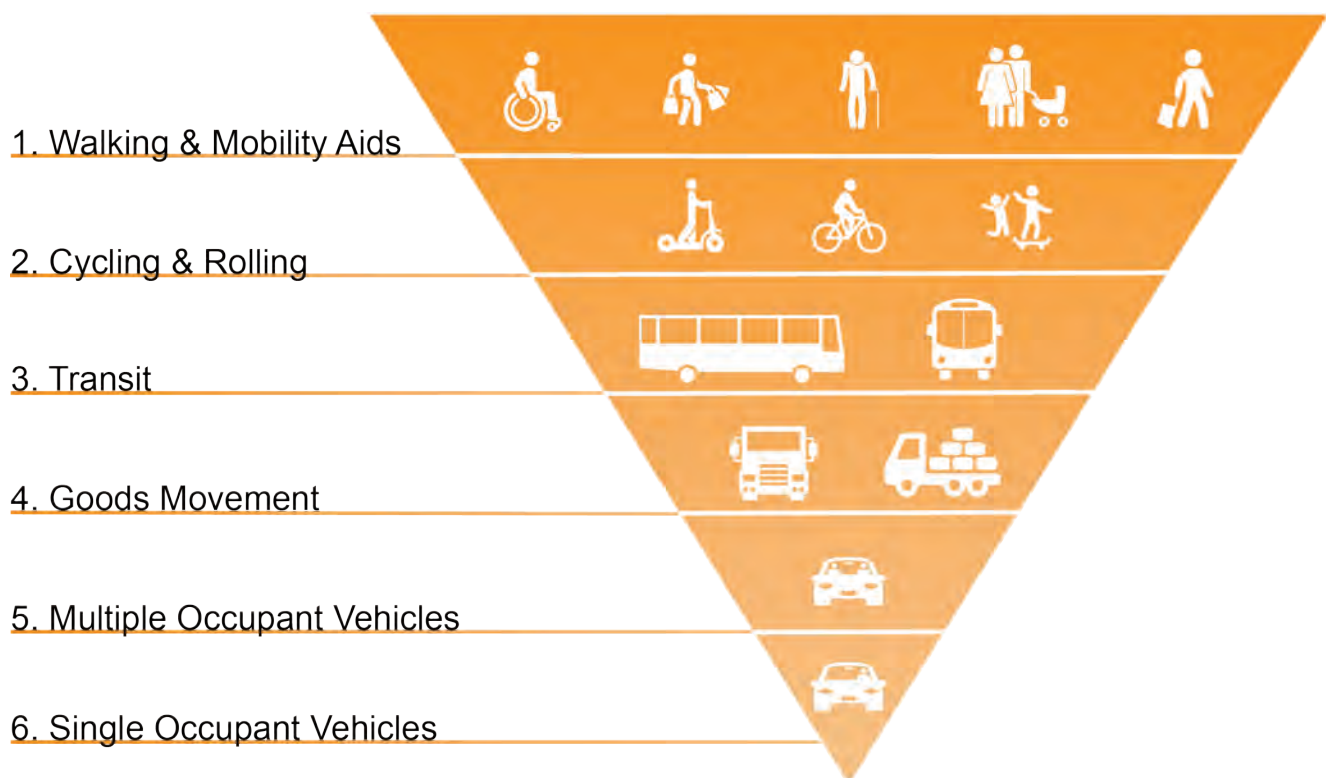 1. Walking & Mobility Aids
2. Cycling & Rolling
3. Transit
4. Goods Movement
5. Multiple Occupant Vehicles
6. Single Occupant Vehicles